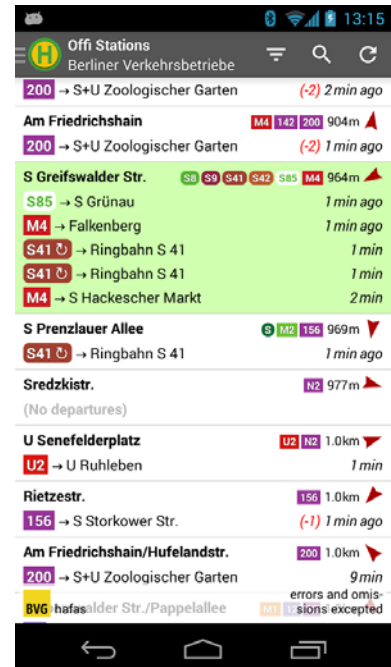 13:15
H Offi Stations
Berliner Verkehrsbetriebe
200 → S+U Zoologischer Garten (-2) 2 min ago
Am Friedrichshain M4 142 200 904m
200 → S+U Zoologischer Garten (-2) 1 min ago
S Greifswalder Str. S8 S9 S41 S42 S85 M4 964m
S85 → S Grünau 1 min ago
M4 → Falkenberg 1 min ago
S41 ↻ → Ringbahn S 41 1 min
S41 ↻ → Ringbahn S 41 1 min
M4 → S Hackescher Markt 2 min
S Prenzlauer Allee S M2 156 969m
S41 ↻ → Ringbahn S 41 1 min ago
Sredzkistr. N2 977m
(No departures)
U Senefelderplatz U2 N2 1.0km
U2 → U Ruhleben 1 min
Rietzestr. 156 1.0km
156 → S Storkower Str. (-1) 1 min ago
Am Friedrichshain/Hufelandstr. 200 1.0km
200 → S+U Zoologischer Garten 9 min
errors and omis-
BVG hafas alder Str./Pappelallee M1 sions excepted